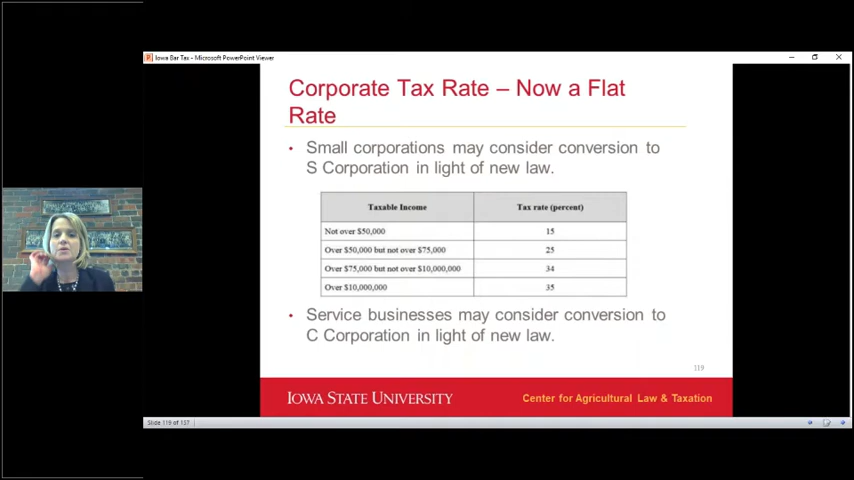 Iowa Bar Tax - Microsoft PowerPoint Viewer
Corporate Tax Rate – Now a Flat
Rate
• Small corporations may consider conversion to
S Corporation in light of new law.
Taxable Income Tax rate (percent)
Not over $50,000 15
Over $50,000 but not over $75,000 25
Over $75,000 but not over $10,000,000 34
Over $10,000,000 35
• Service businesses may consider conversion to
C Corporation in light of new law.
119
IOWA STATE UNIVERSITY Center for Agricultural Law & Taxation
Slide 119 of 157